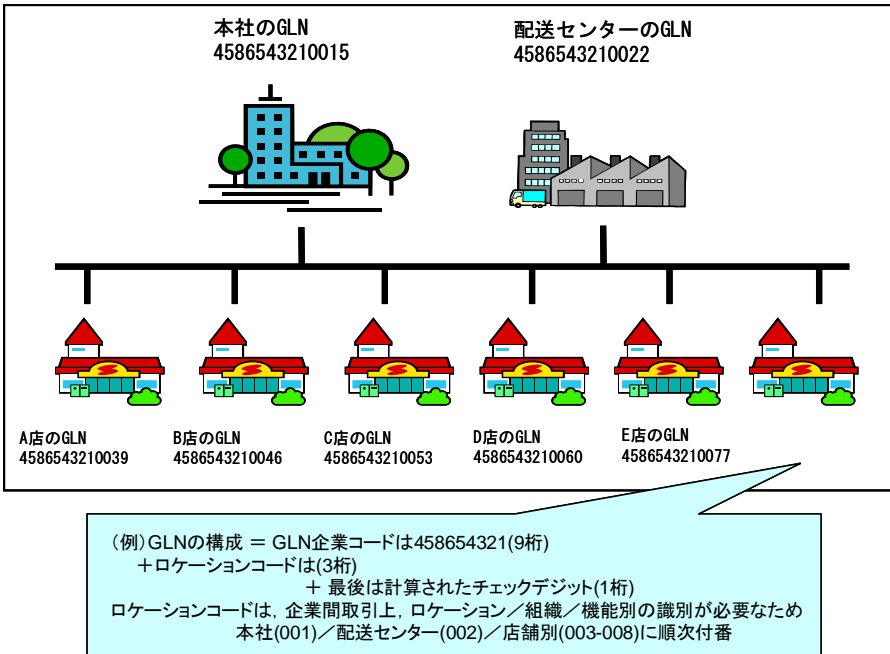 本社のGLN
4586543210015
配送センターのGLN
4586543210022
A店のGLN
4586543210039
B店のGLN
4586543210046
C店のGLN
4586543210053
D店のGLN
4586543210060
E店のGLN
4586543210077
(例)GLNの構成 = GLN企業コードは458654321(9桁)
+ロケーションコードは(3桁)
+ 最後は計算されたチェックデジット(1桁)
ロケーションコードは, 企業間取引上, ロケーション/組織/機能別の識別が必要なため
本社(001)/配送センター(002)/店舗別(003-008)に順次付番